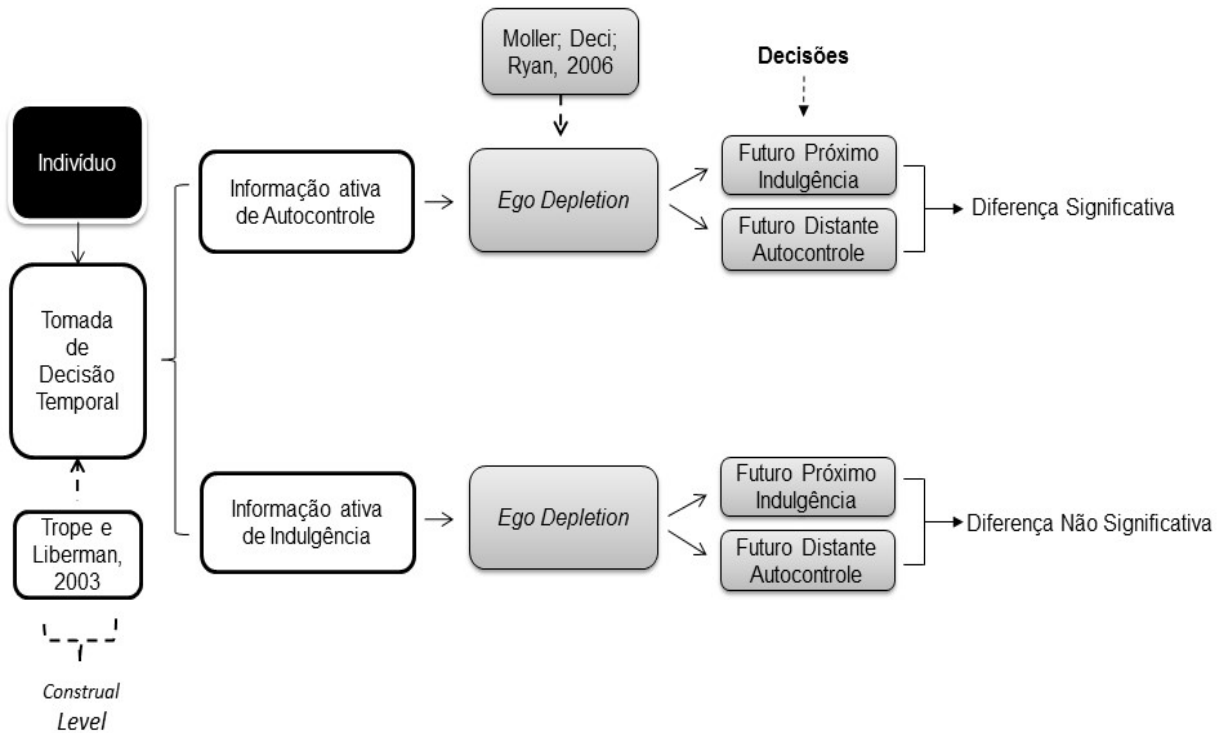 Moller; Deci;
Ryan, 2006
Decisões
Indivíduo
Informação ativa
de Autocontrole
Ego Depletion
Futuro Próximo
Indulgência
Futuro Distante
Autocontrole
Diferença Significativa
Tomada
de
Decisão
Temporal
Informação ativa
de Indulgência
Ego Depletion
Futuro Próximo
Indulgência
Futuro Distante
Autocontrole
Diferença Não Significativa
Trope e
Liberman,
2003
Construal
Level